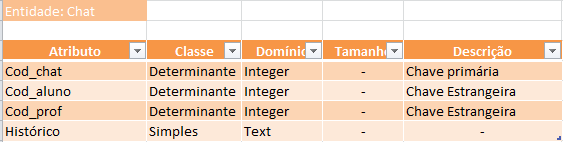 Entidade: Chat
Atributo Classe Domínio Tamanho Descrição
Cod_chat Determinante Integer - Chave primária
Cod_aluno Determinante Integer - Chave Estrangeira
Cod_prof Determinante Integer - Chave Estrangeira
Histórico Simples Text - -